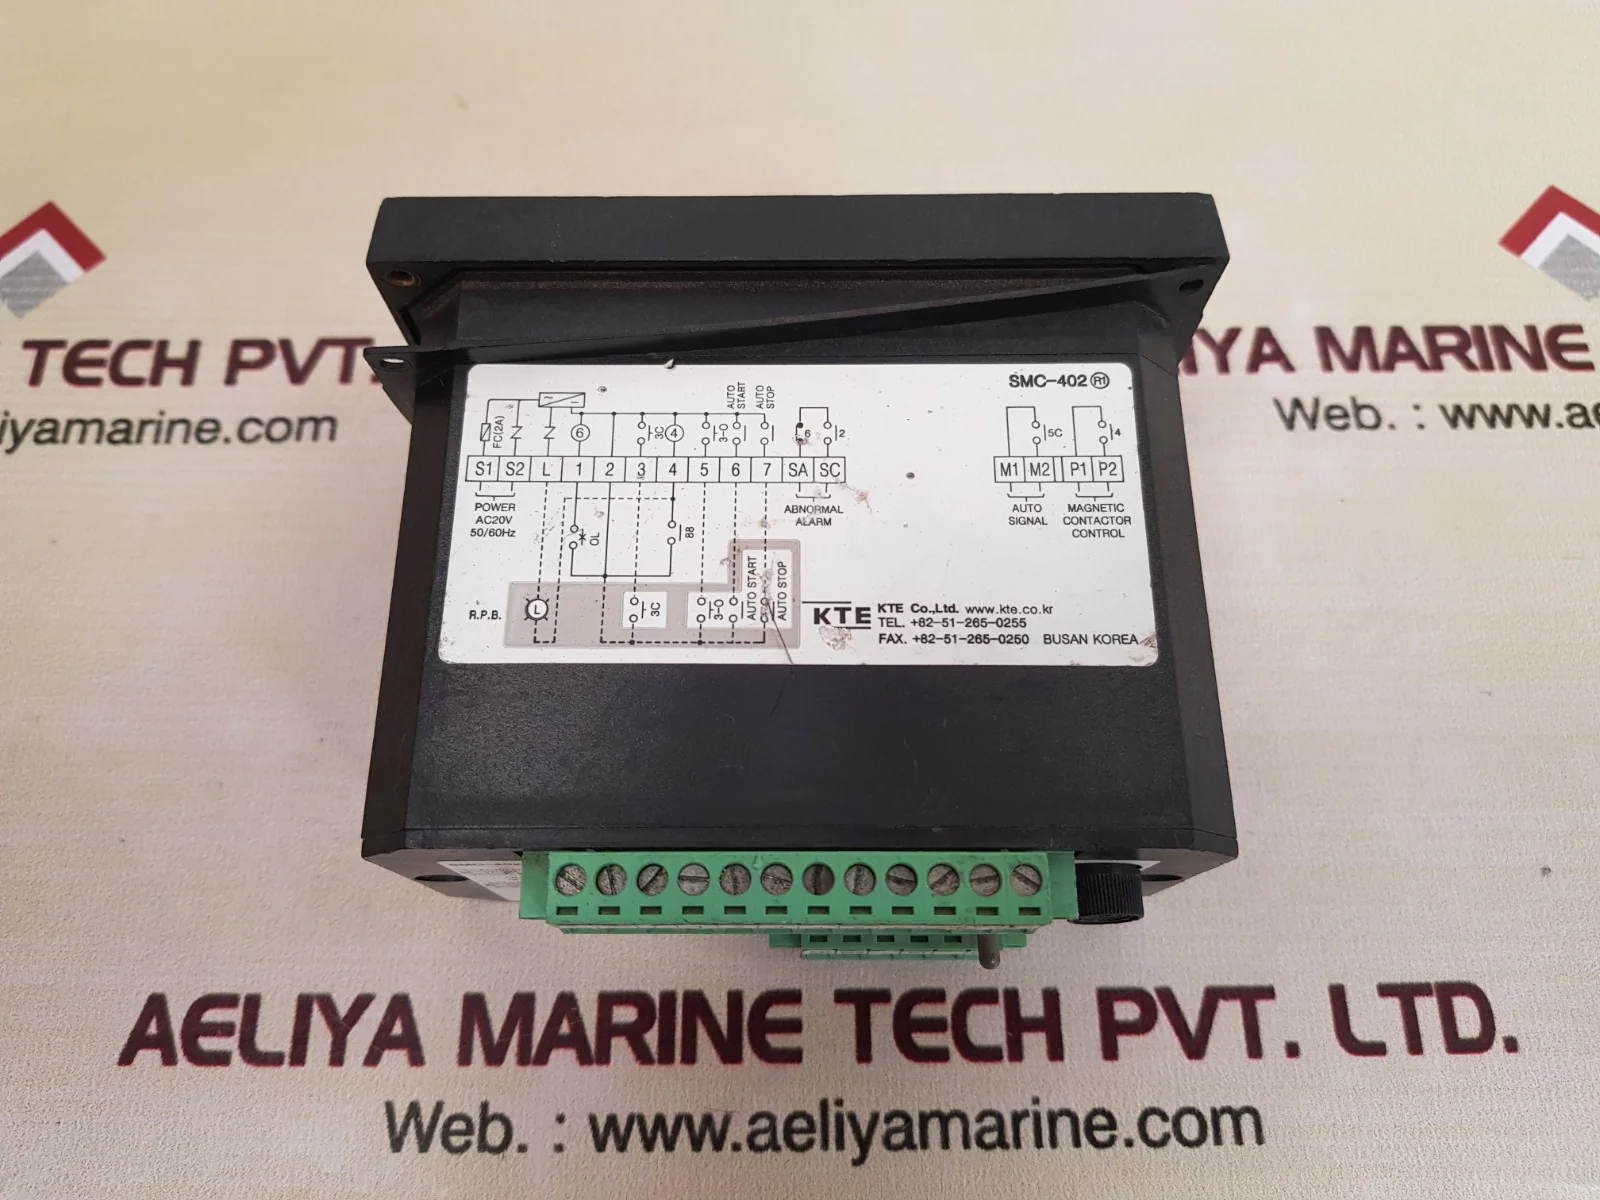 TECH PVT.
liyamarine.com
LIYA MARINE
Web. : www.ae
SMC-402 R1
AUTO START
AUTO STOP
FC(2A)
6
3C
4
3-O
6
2
5C
4
S1 S2 L 1 2 3 4 5 6 7 SA SC
M1 M2 P1 P2
POWER
AC20V
50/60Hz
ABNORMAL
ALARM
AUTO
SIGNAL
MAGNETIC
CONTACTOR
CONTROL
OL
88
R.P.B.
L
3C
3-O
AUTO START
AUTO STOP
KTE
KTE Co.,Ltd. www.kte.co.kr
TEL. +82-51-265-0255
FAX. +82-51-265-0250 BUSAN KOREA
AELIYA MARINE TECH PVT. LTD.
Web. : www.aeliyamarine.com